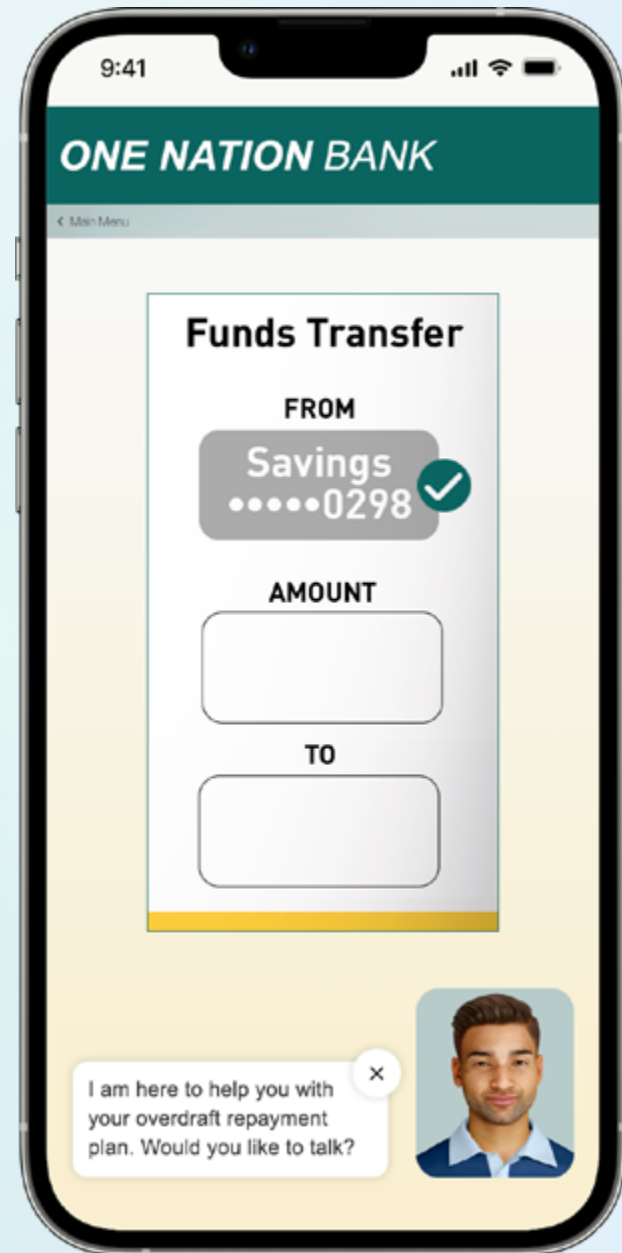 9:41
ONE NATION BANK
< Main Menu
Funds Transfer
FROM
Savings
•••••0298
AMOUNT
TO
I am here to help you with
your overdraft repayment
plan. Would you like to talk?